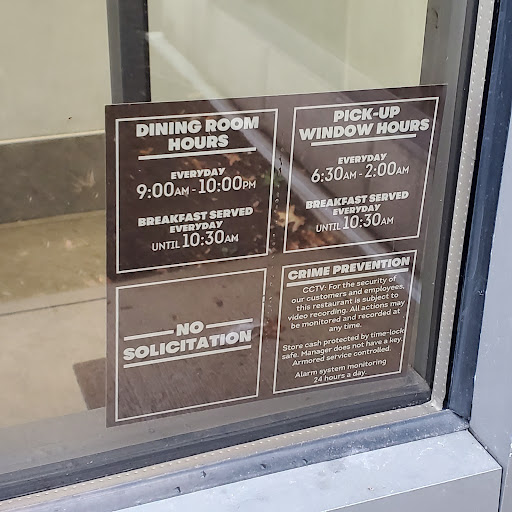 DINING ROOM
HOURS
EVERYDAY
9:00AM - 10:00PM
BREAKFAST SERVED
EVERYDAY
UNTIL 10:30AM
PICK-UP
WINDOW HOURS
EVERYDAY
6:30AM - 2:00AM
BREAKFAST SERVED
EVERYDAY
UNTIL 10:30AM
NO
SOLICITATION
CRIME PREVENTION
CCTV: For the security of
our customers and employees,
this restaurant is subject to
video recording. All actions may
be monitored and recorded at
any time.
Store cash protected by time-lock
safe. Manager does not have a key.
Armored service controlled.
Alarm system monitoring
24 hours a day.